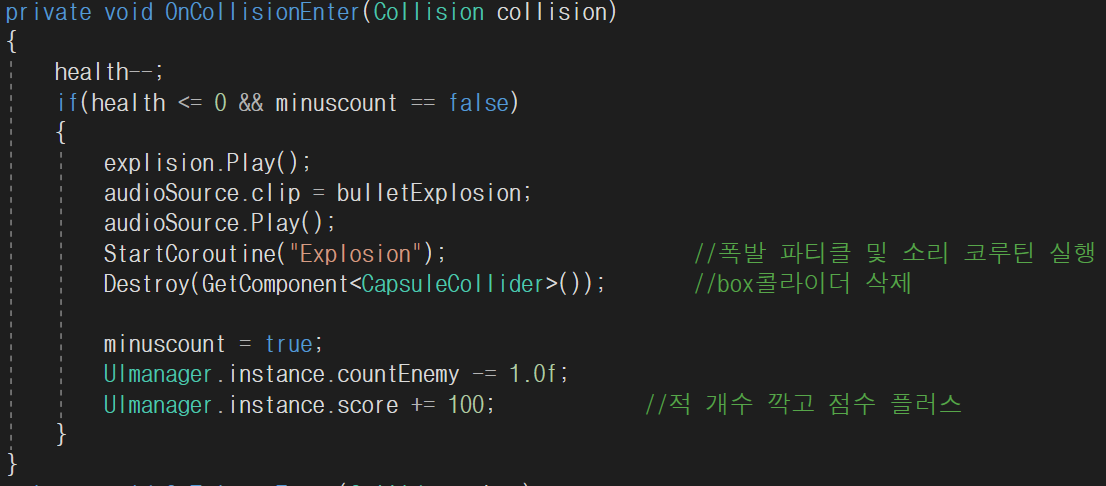 private void OnCollisionEnter(Collision collision)
{
health--;
if(health <= 0 && minuscount == false)
{
explision.Play();
audioSource.clip = bulletExplosion;
audioSource.Play();
StartCoroutine("Explosion"); //폭발 파티클 및 소리 코루틴 실행
Destroy(GetComponent<CapsuleCollider>()); //box콜라이더 삭제
minuscount = true;
UImanager.instance.countEnemy -= 1.0f;
UImanager.instance.score += 100; //적 개수 깍고 점수 플러스
}
}